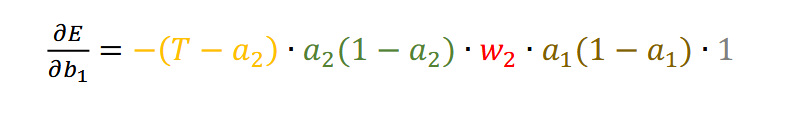 ∂E/∂b₁ = −(T − a₂) · a₂(1 − a₂) · w₂ · a₁(1 − a₁) · 1